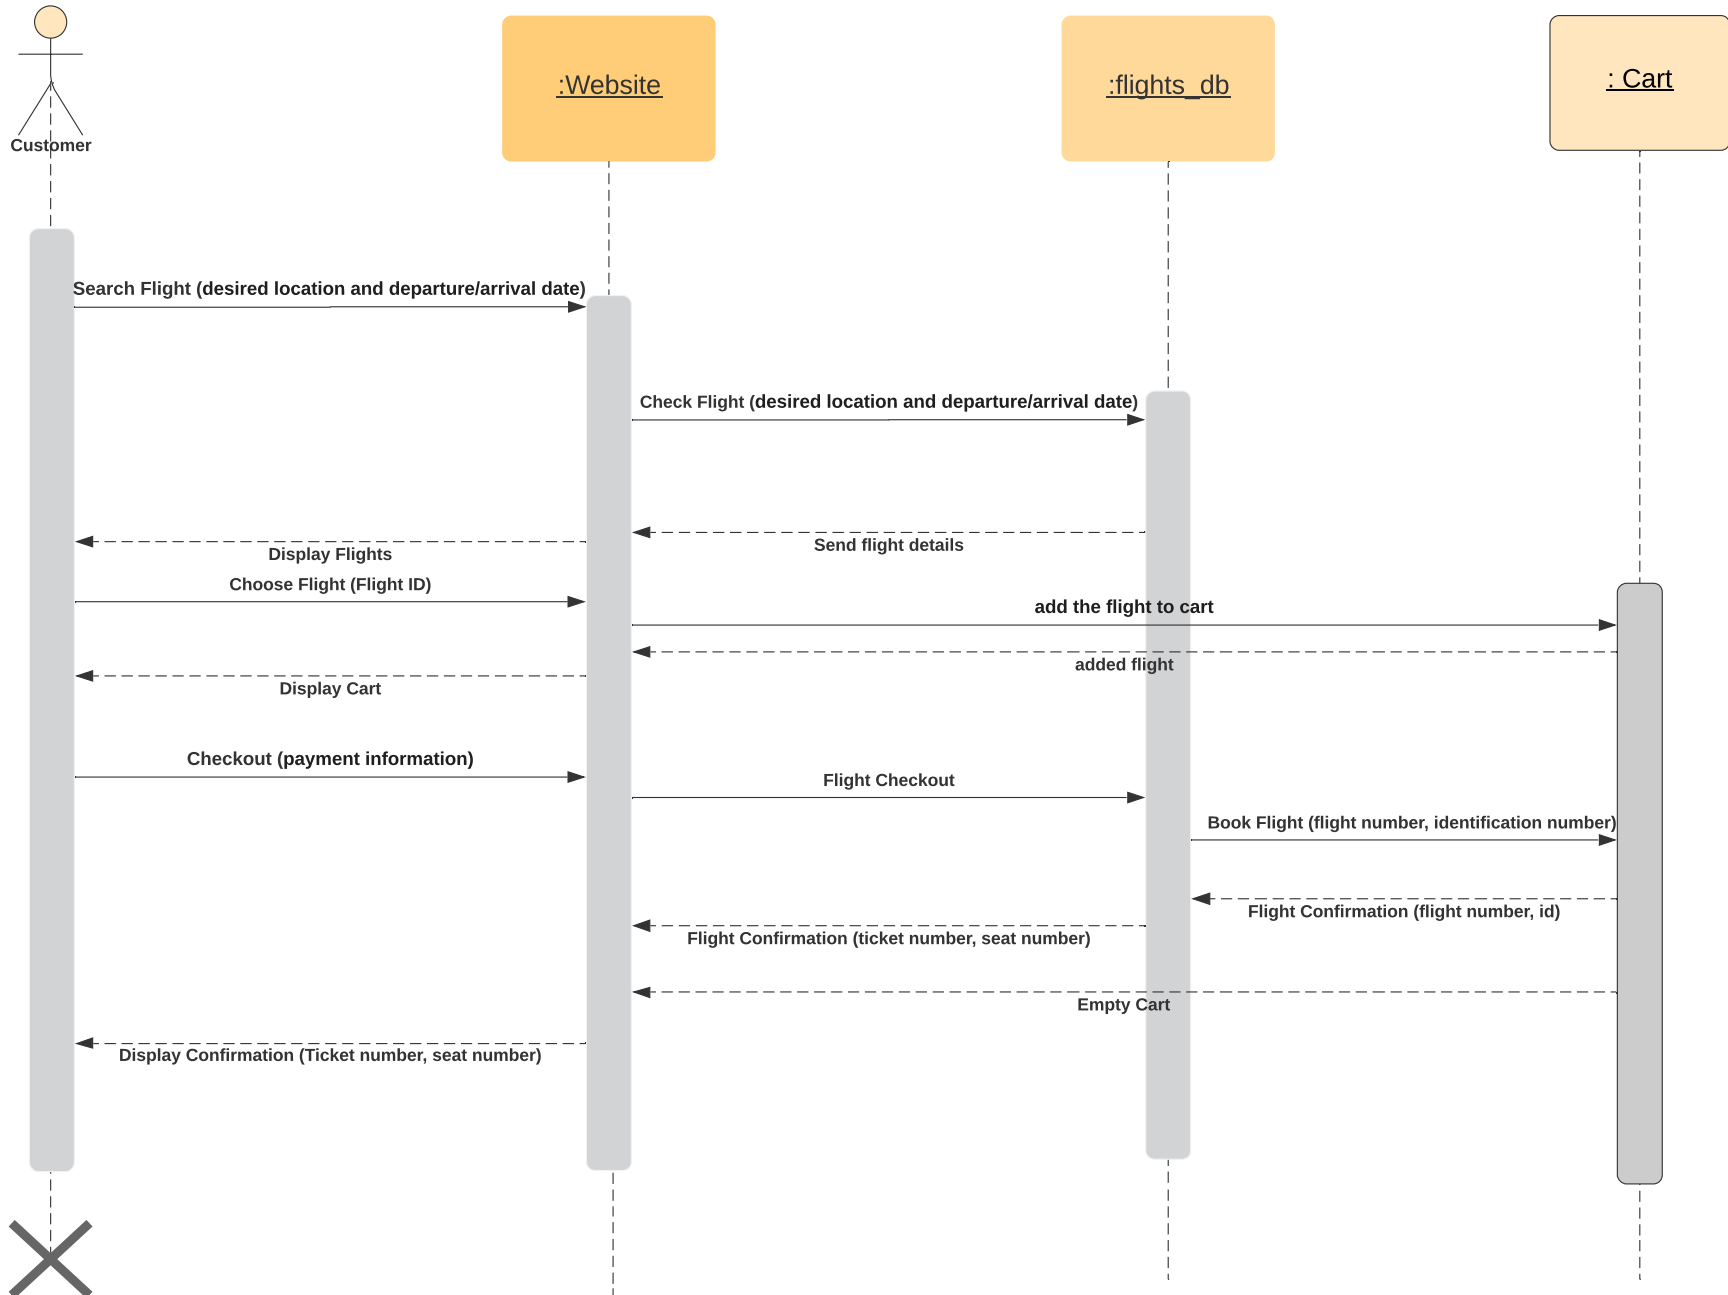 Customer
:Website
:flights_db
: Cart
Search Flight (desired location and departure/arrival date)
Check Flight (desired location and departure/arrival date)
Send flight details
Display Flights
Choose Flight (Flight ID)
add the flight to cart
added flight
Display Cart
Checkout (payment information)
Flight Checkout
Book Flight (flight number, identification number)
Flight Confirmation (flight number, id)
Flight Confirmation (ticket number, seat number)
Empty Cart
Display Confirmation (Ticket number, seat number)